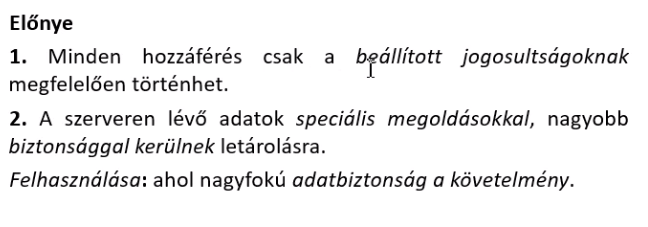 Előnye
1. Minden hozzáférés csak a beállított jogosultságoknak
megfelelően történhet.
2. A szerveren lévő adatok speciális megoldásokkal, nagyobb
biztonsággal kerülnek letárolásra.
Felhasználása: ahol nagyfokú adatbiztonság a követelmény.